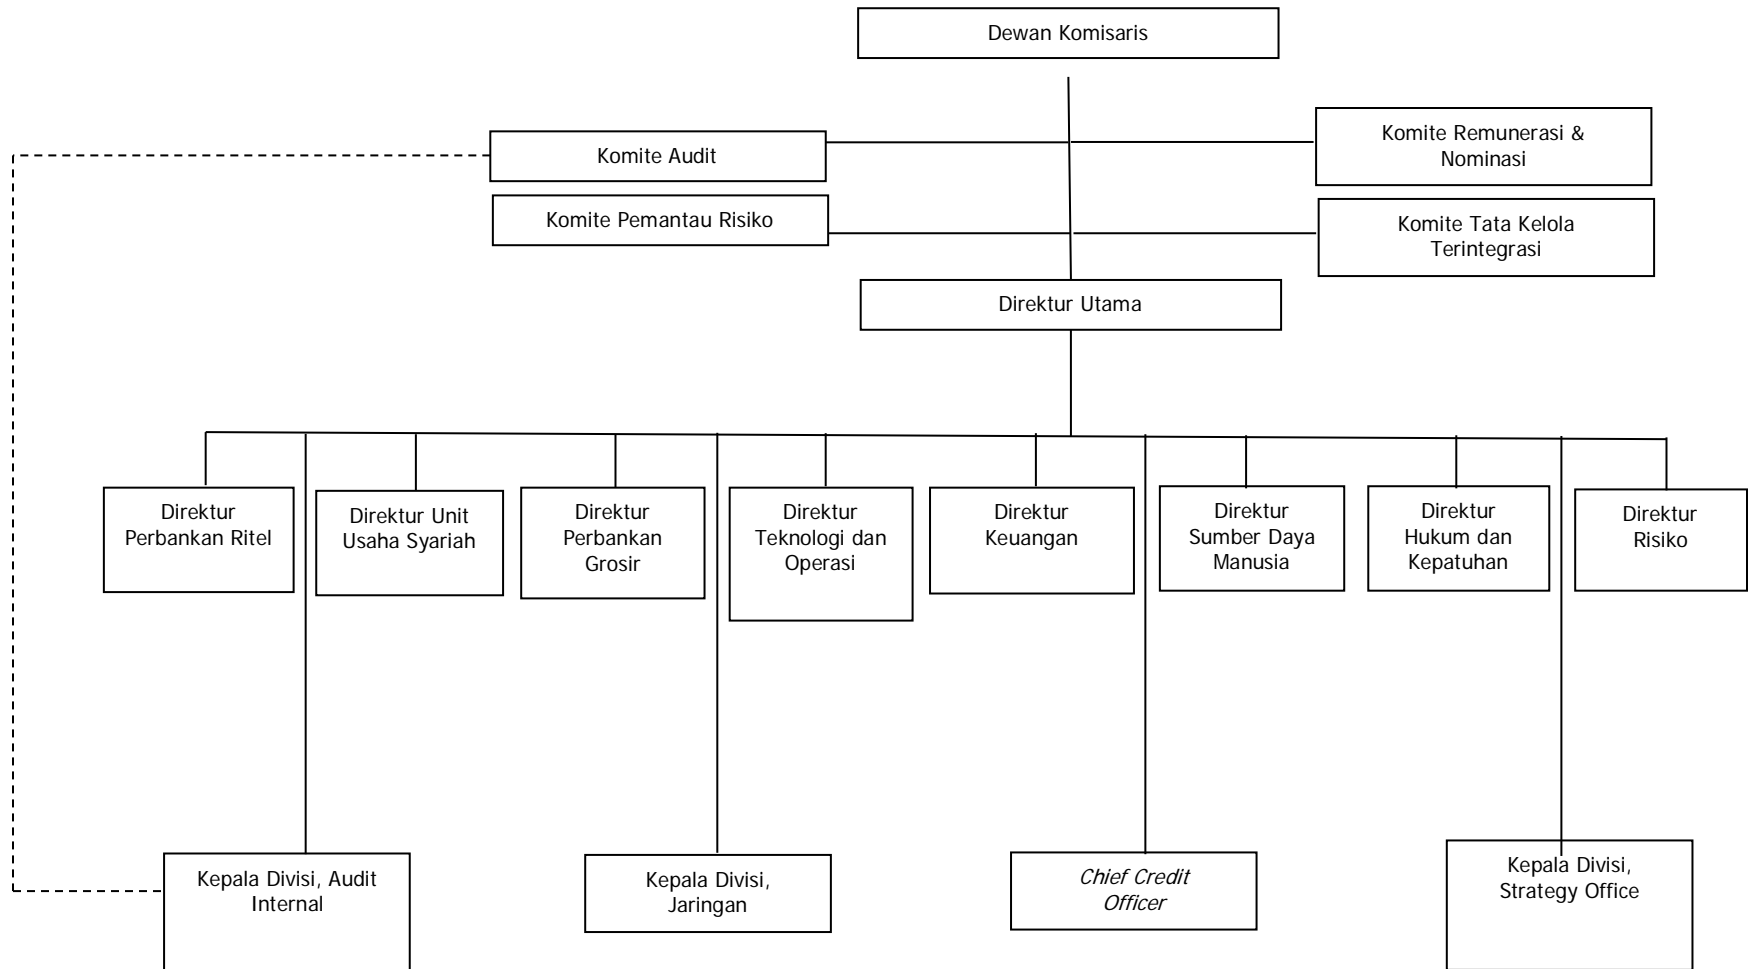 Dewan Komisaris
Komite Audit
Komite Remunerasi &
Nominasi
Komite Pemantau Risiko
Komite Tata Kelola
Terintegrasi
Direktur Utama
Direktur
Perbankan Ritel
Direktur Unit
Usaha Syariah
Direktur
Perbankan
Grosir
Direktur
Teknologi dan
Operasi
Direktur
Keuangan
Direktur
Sumber Daya
Manusia
Direktur
Hukum dan
Kepatuhan
Direktur
Risiko
Kepala Divisi, Audit
Internal
Kepala Divisi,
Jaringan
Chief Credit
Officer
Kepala Divisi,
Strategy Office